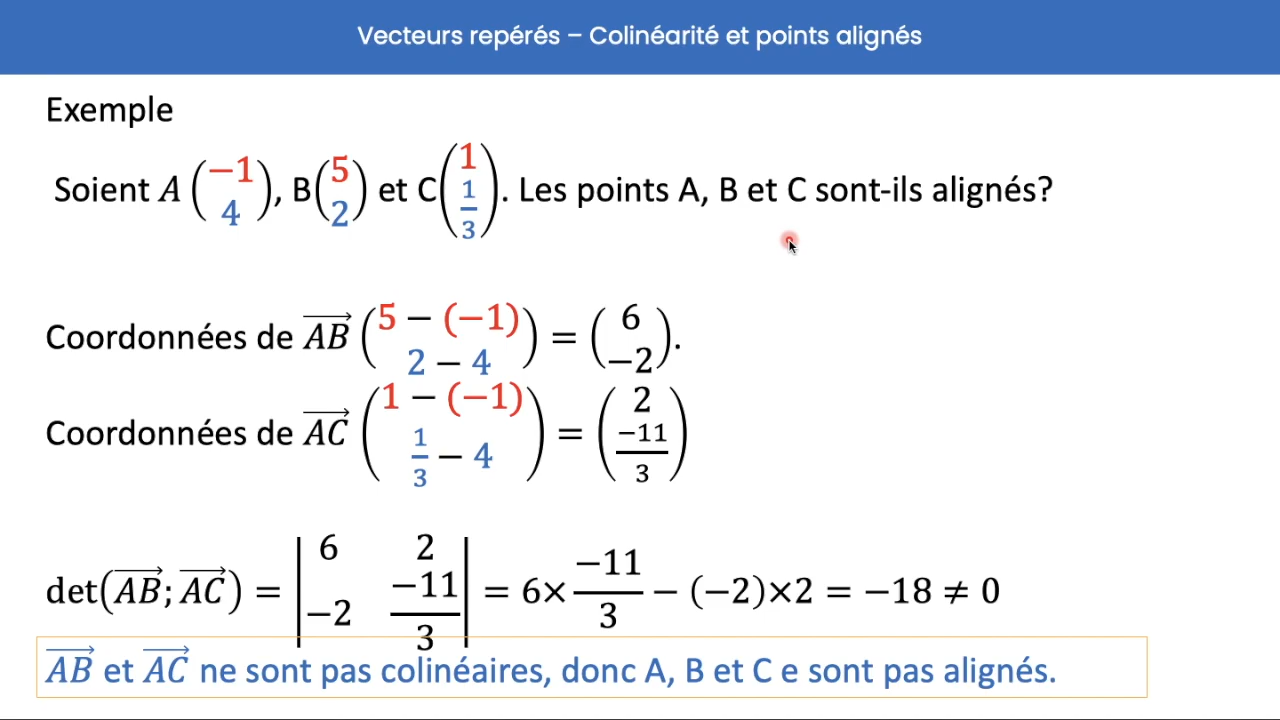 Vecteurs repérés – Colinéarité et points alignés
Exemple
Soient A (−1 4), B(5 2) et C(1 1/3). Les points A, B et C sont-ils alignés?
Coordonnées de AB (5 − (−1) 2 − 4) = (6 −2).
Coordonnées de AC (1 − (−1) 1/3 − 4) = (2 −11/3)
det(AB; AC) = |6 2 −2 −11/3| = 6× −11/3 − (−2)×2 = −18 ≠ 0
AB et AC ne sont pas colinéaires, donc A, B et C e sont pas alignés.